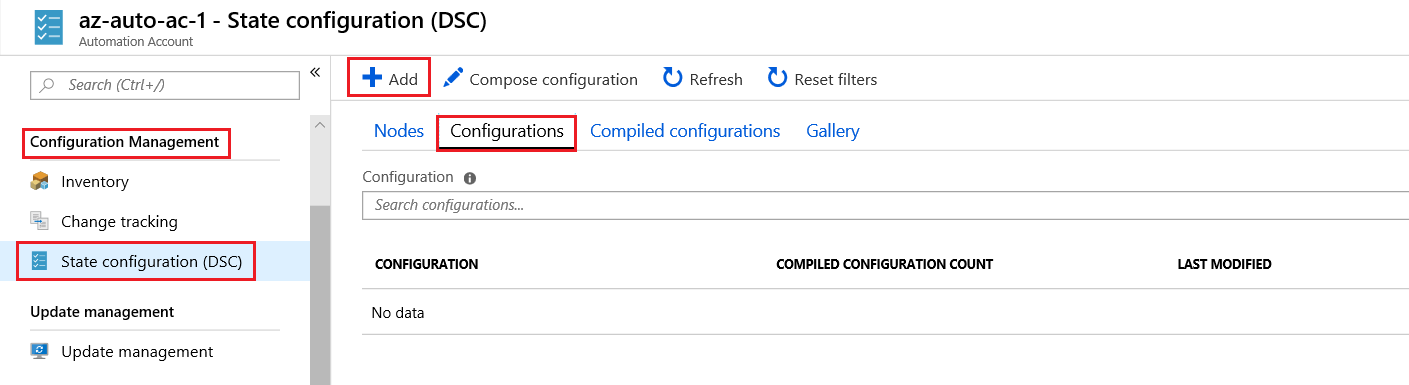 az-auto-ac-1 - State configuration (DSC)
Automation Account
Search (Ctrl+/)
«
Configuration Management
Inventory
Change tracking
State configuration (DSC)
Update management
Update management
Add Compose configuration Refresh Reset filters
Nodes Configurations Compiled configurations Gallery
Configuration
Search configurations...
CONFIGURATION COMPILED CONFIGURATION COUNT LAST MODIFIED
No data